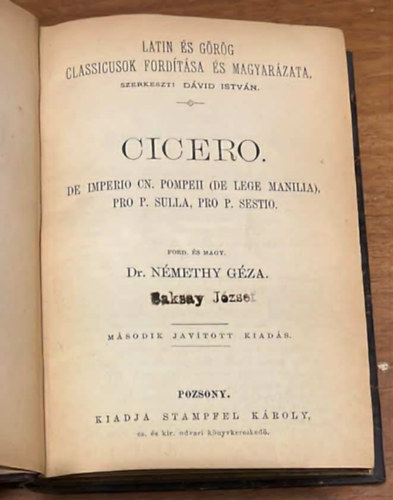 LATIN ÉS GÖRÖG
CLASSICUSOK FORDÍTÁSA ÉS MAGYARÁZATA.
SZERKESZTI DÁVID ISTVÁN.
CICERO.
DE IMPERIO CN. POMPEII (DE LEGE MANILIA),
PRO P. SULLA, PRO P. SESTIO.
FORD. ÉS MAGY.
Dr. NÉMETHY GÉZA.
Saksay József
MÁSODIK JAVÍTOTT KIADÁS.
POZSONY.
KIADJA STAMPFEL KÁROLY,
cs. és kir. udvari könyvkereskedő.